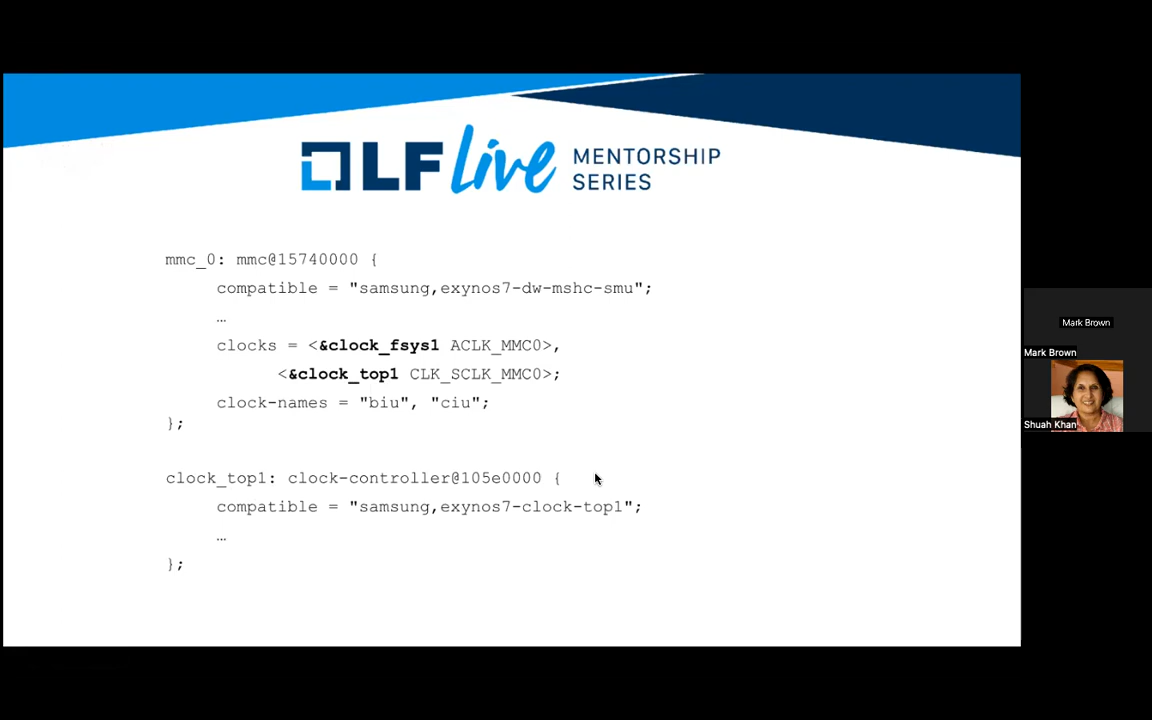 LF Live MENTORSHIP
SERIES
mmc_0: mmc@15740000 {
compatible = "samsung,exynos7-dw-mshc-smu";
…
clocks = <&clock_fsys1 ACLK_MMC0>,
<&clock_top1 CLK_SCLK_MMC0>;
clock-names = "biu", "ciu";
};
clock_top1: clock-controller@105e0000 {
compatible = "samsung,exynos7-clock-top1";
…
};
Mark Brown
Mark Brown
Shuah Khan